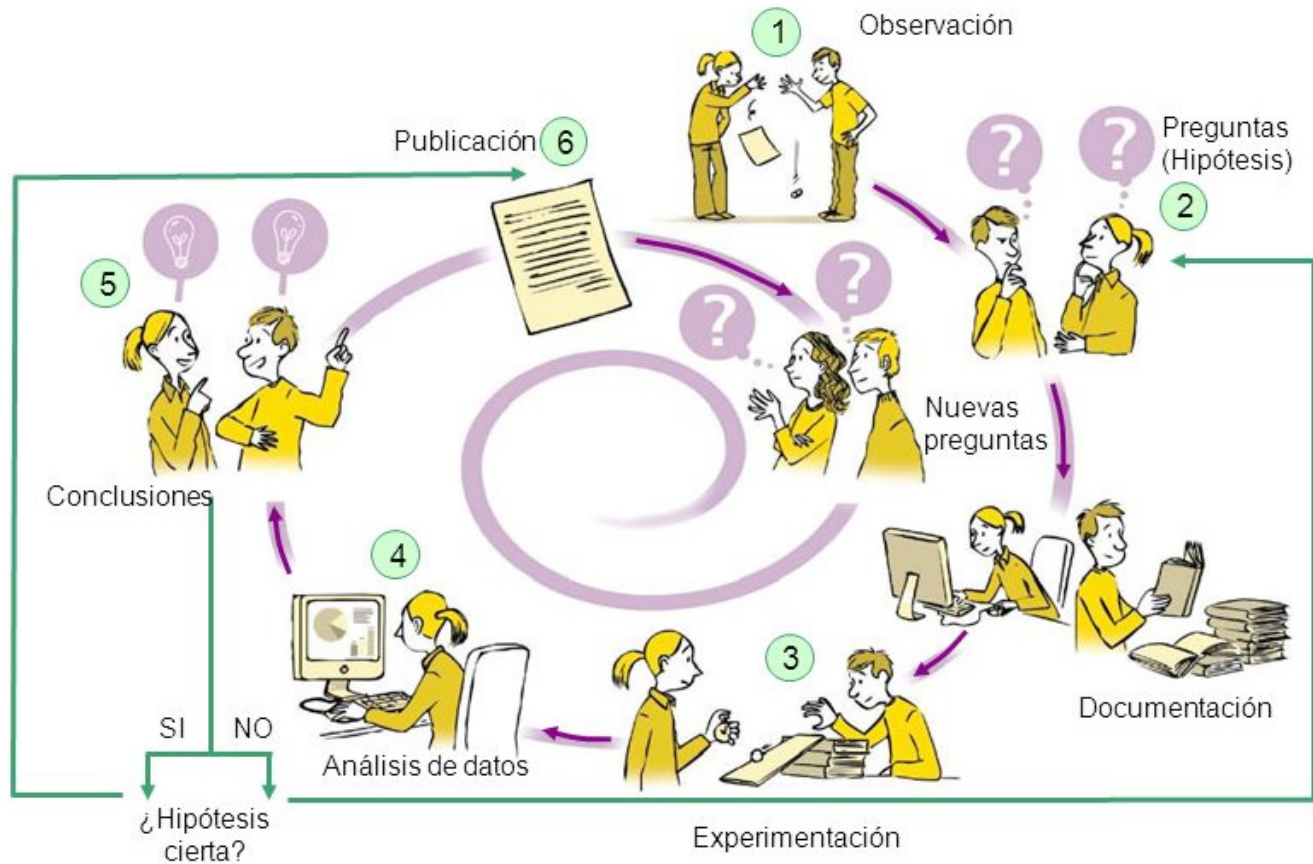 1
Observación
Publicación 6
Preguntas
(Hipótesis)
2
5
Nuevas
preguntas
Conclusiones
4
3
Documentación
SI
NO
Análisis de datos
¿Hipótesis
cierta?
Experimentación
?
?
?
?